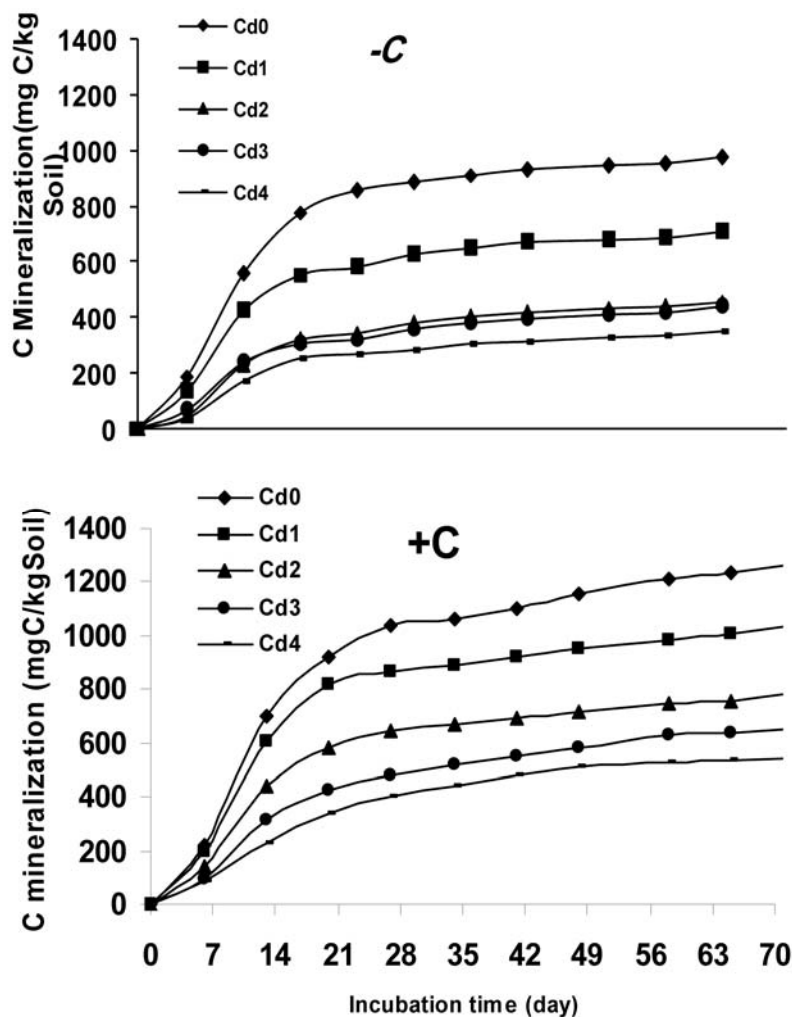 C Mineralization(mg C/kg
Soil)
1400
1200
1000
800
600
400
200
0
Cd0
Cd1
Cd2
Cd3
Cd4
-C
C mineralization (mgC/kgSoil)
1400
1200
1000
800
600
400
200
0
Cd0
Cd1
Cd2
Cd3
Cd4
+C
0 7 14 21 28 35 42 49 56 63 70
Incubation time (day)